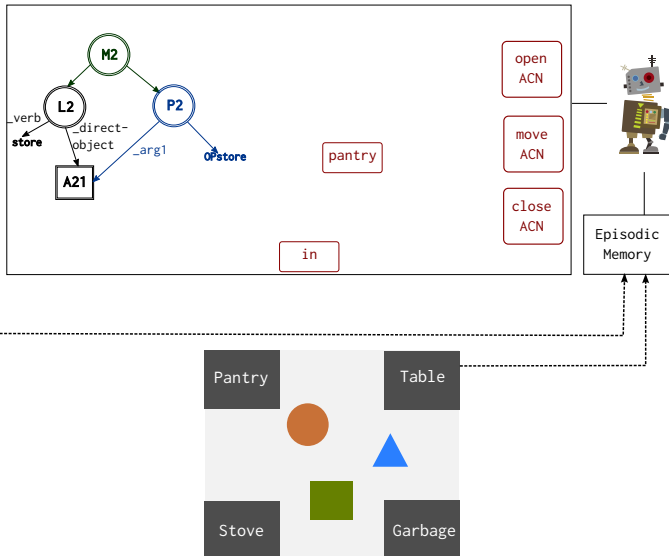 M2
open
ACN
L2
P2
_verb
_direct-
object
store
_arg1
OPstore
A21
pantry
move
ACN
close
ACN
in
Episodic
Memory
Pantry
Table
Stove
Garbage